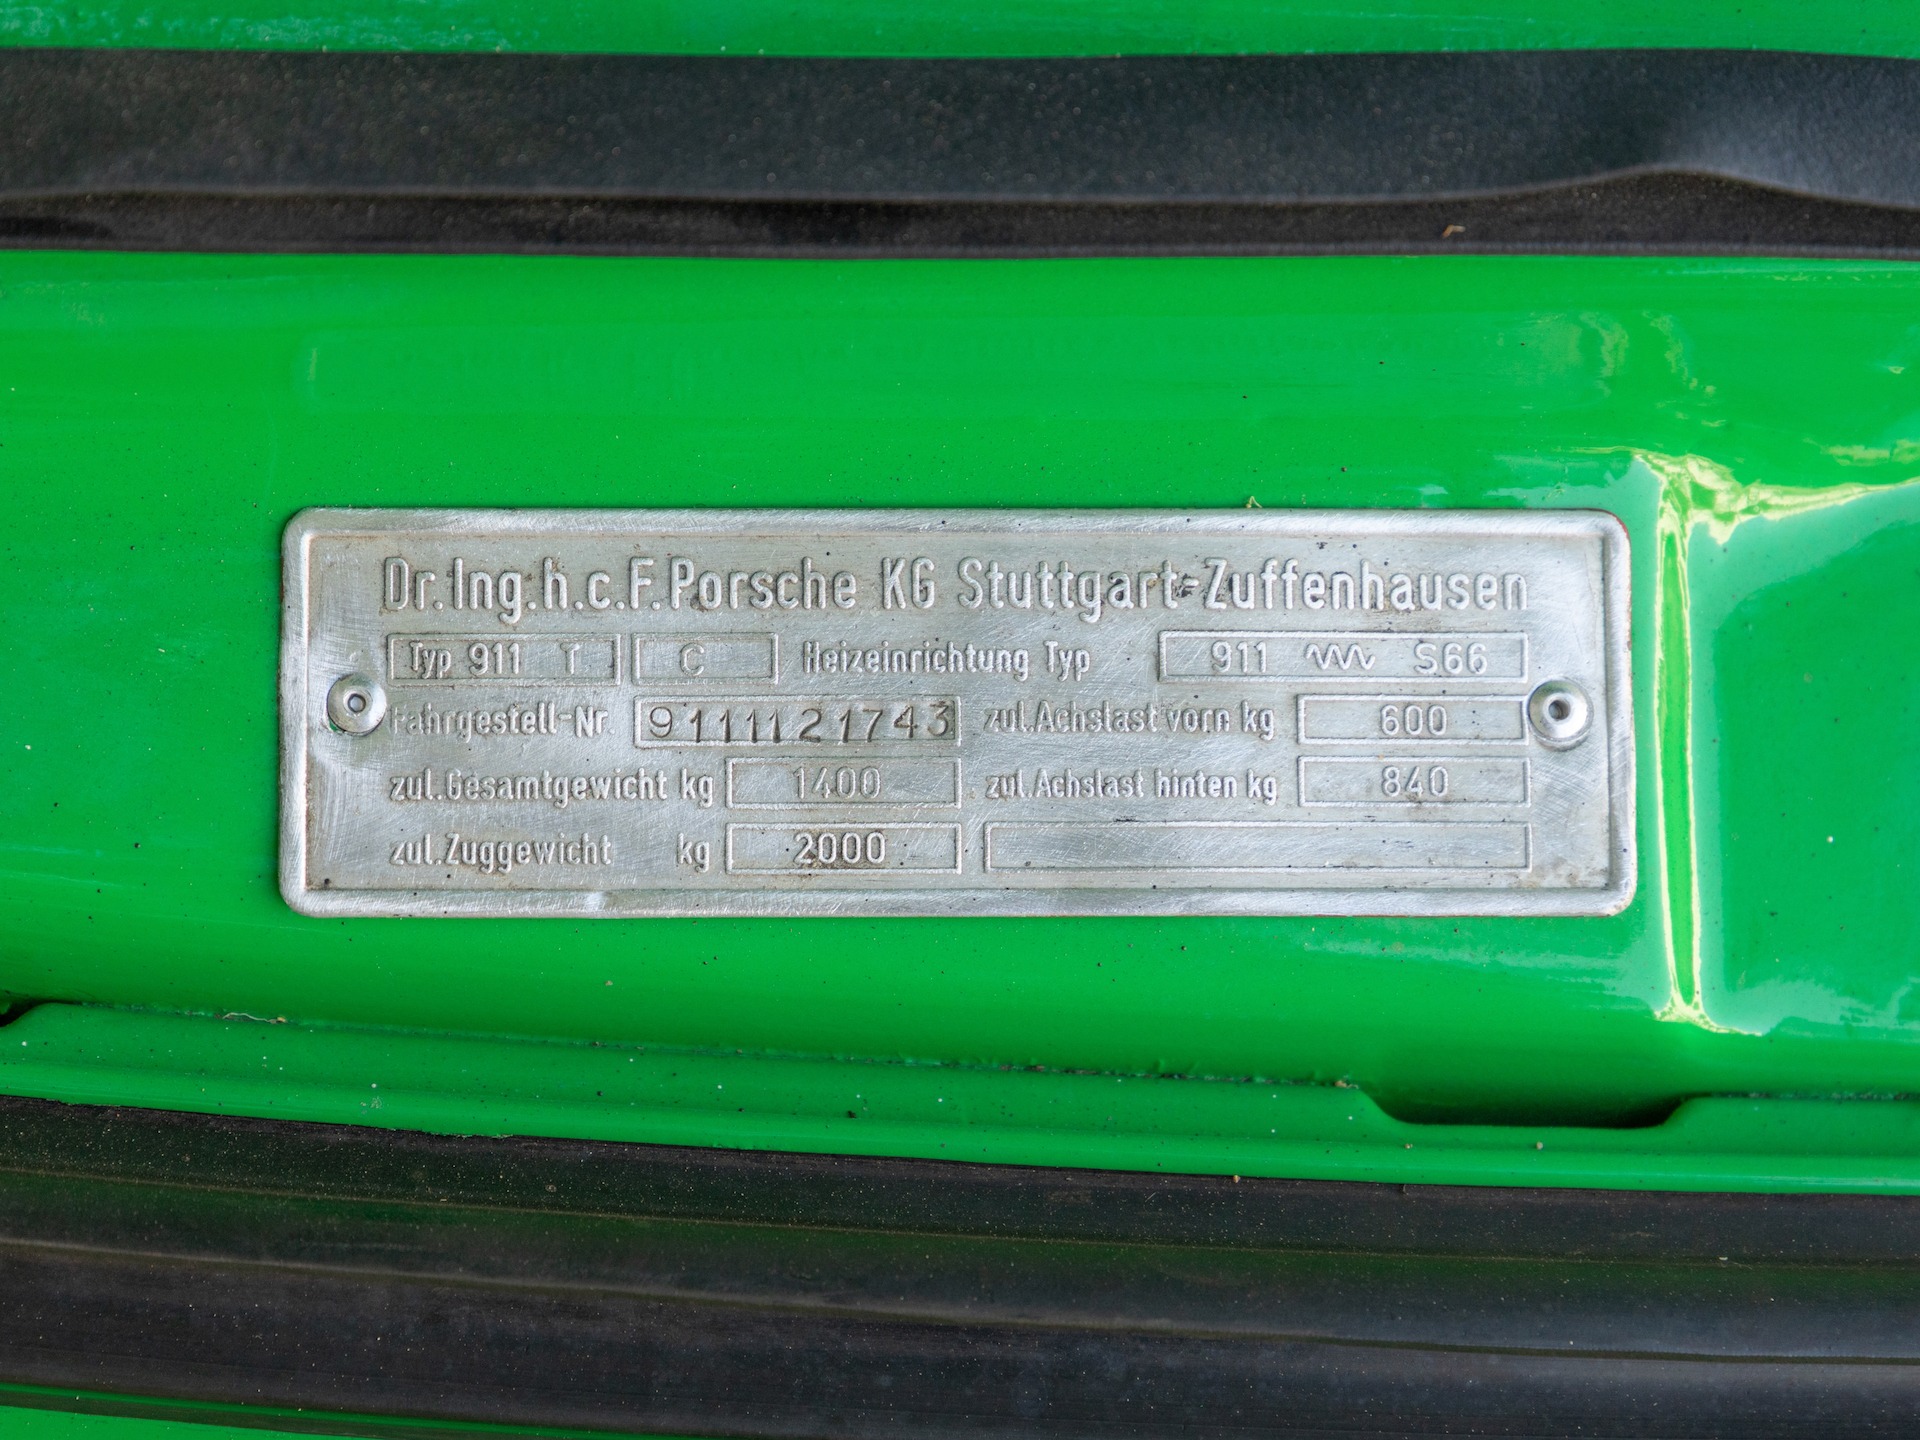 Dr.Ing.h.c.F.Porsche KG Stuttgart-Zuffenhausen
Typ 911 T C Heizeinrichtung Typ 911 S66
Fahrgestell-Nr. 9111121743 zul.Achslast vorn kg 600
zul.Gesamtgewicht kg 1400 zul.Achslast hinten kg 840
zul.Zuggewicht kg 2000